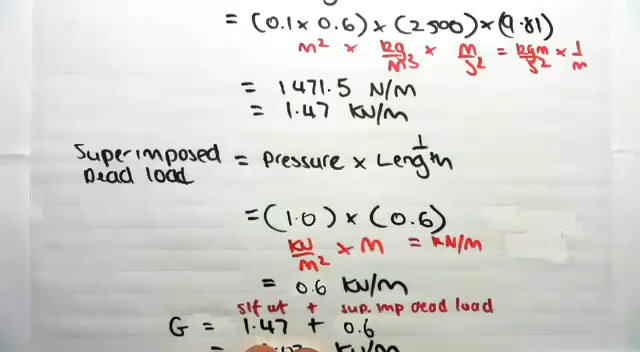 = (0.1 x 0.6) x (2500) x (9.81)
m² x kg/m³ x m/s² = kgm/s² x 1/m
= 1471.5 N/m
= 1.47 kN/m
Superimposed Dead load = Pressure x Length
= (1.0) x (0.6)
kN/m² x m = kN/m
= 0.6 kN/m
slf wt + sup. imp dead load
G = 1.47 + 0.6
= kN/m